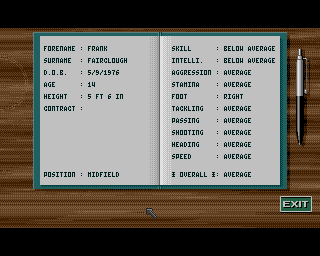 FORENAME : FRANK
SURNAME : FAIRCLOUGH
D.O.B. : 5/9/1976
AGE : 14
HEIGHT : 5 FT 6 IN
CONTRACT :
POSITION : MIDFIELD
SKILL : BELOW AVERAGE
INTELLI. : BELOW AVERAGE
AGGRESSION : AVERAGE
STAMINA : AVERAGE
FOOT : RIGHT
TACKLING : AVERAGE
PASSING : AVERAGE
SHOOTING : AVERAGE
HEADING : AVERAGE
SPEED : AVERAGE
* OVERALL * : AVERAGE
EXIT